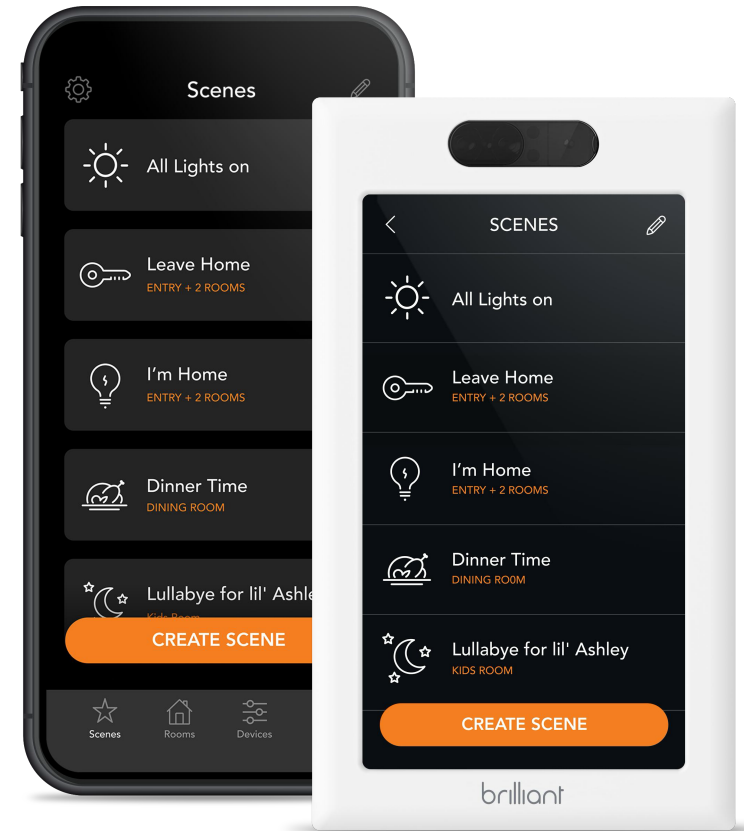 Scenes
All Lights on
Leave Home
ENTRY + 2 ROOMS
I'm Home
ENTRY + 2 ROOMS
Dinner Time
DINING ROOM
Lullabye for lil' Ashle
Kids Room
CREATE SCENE
Scenes
Rooms
Devices
SCENES
All Lights on
Leave Home
ENTRY + 2 ROOMS
I'm Home
ENTRY + 2 ROOMS
Dinner Time
DINING RO0M
Lullabye for lil' Ashley
KIDS ROOM
CREATE SCENE
brilliant